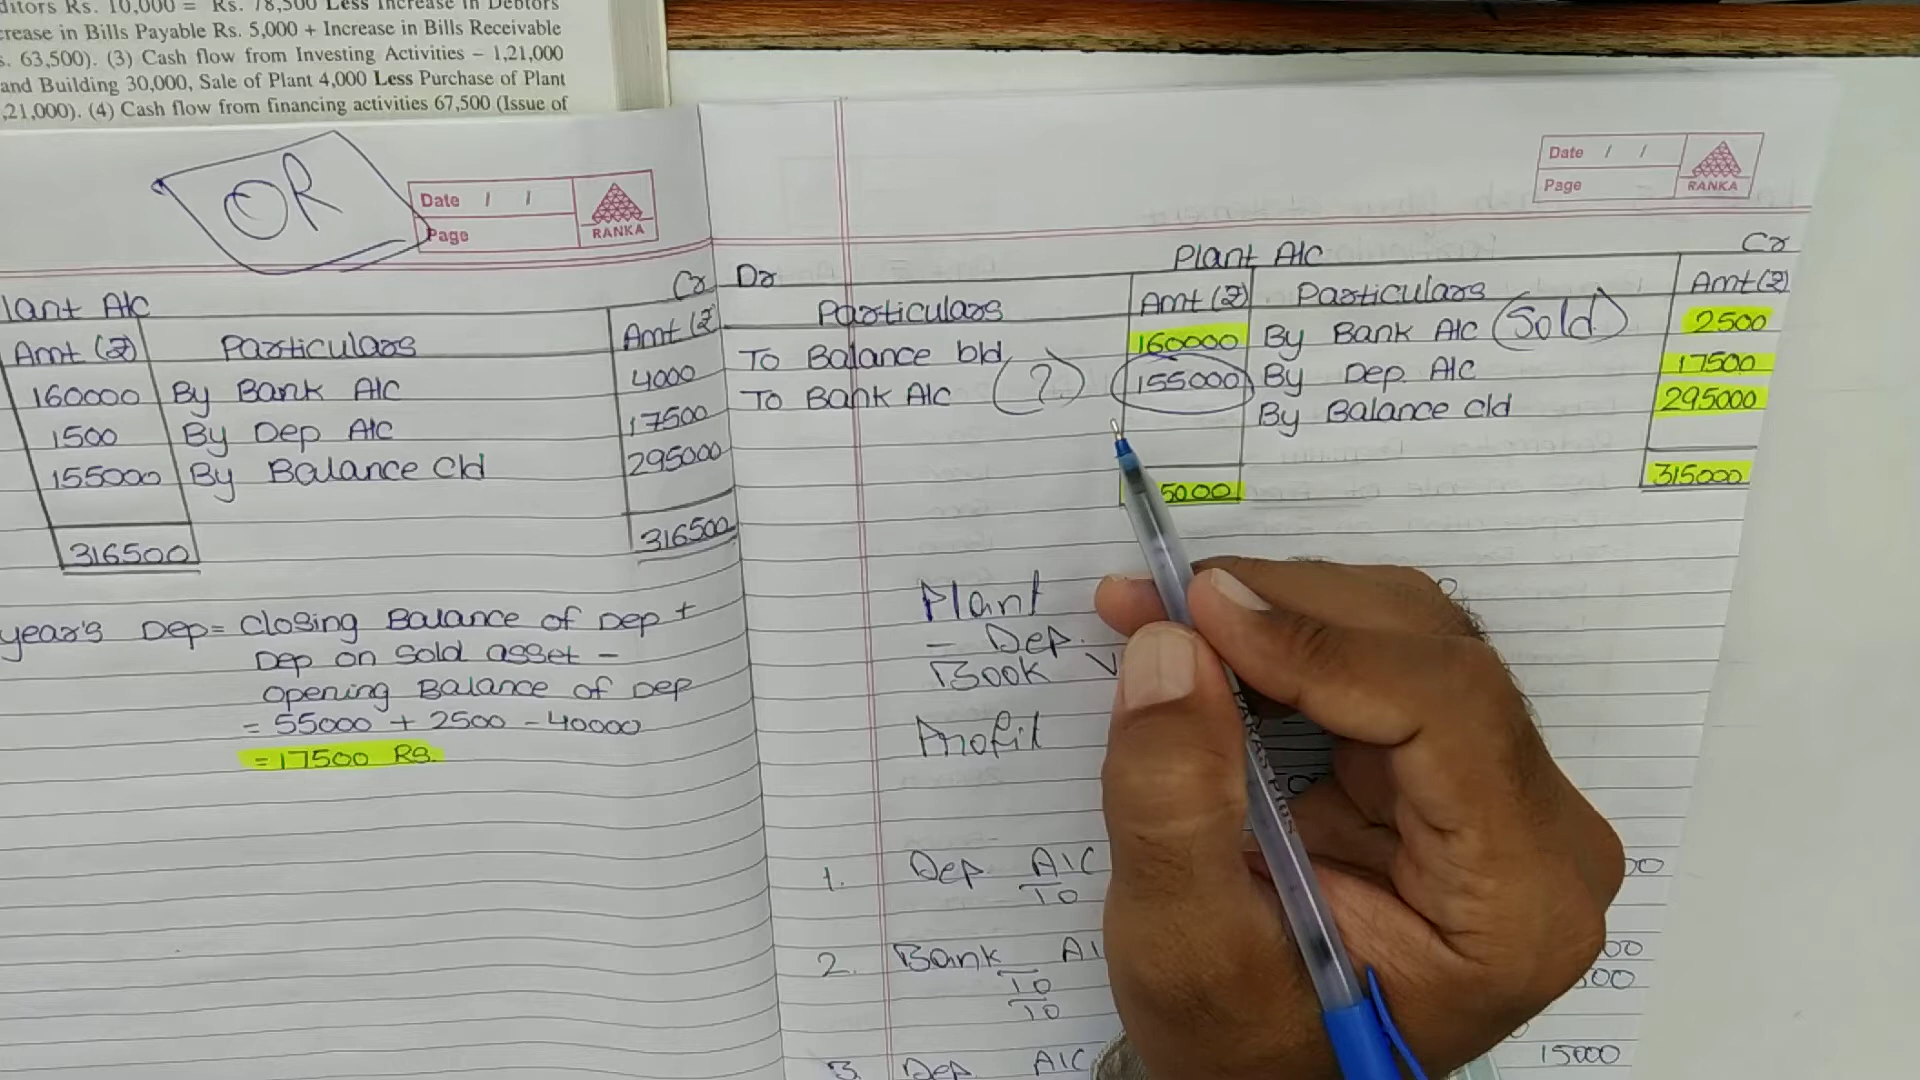 ditors Rs. 10,000 = Rs. 78,500 Less Increase in Debtors
crease in Bills Payable Rs. 5,000 + Increase in Bills Receivable
s. 63,500). (3) Cash flow from Investing Activities – 1,21,000
and Building 30,000, Sale of Plant 4,000 Less Purchase of Plant
,21,000). (4) Cash flow from financing activities 67,500 (Issue of
OR
Date / /
Page
RANKA
lant A/c
Cr
Amt (₹) Particulars Amt (₹
160000 By Bank A/c 4000
1500 By Dep A/c 17500
155000 By Balance c/d 295000
316500 316500
year's Dep = Closing Balance of Dep +
Dep on sold asset -
Opening Balance of Dep
= 55000 + 2500 - 40000
= 17500 Rs.
Date / /
Page
RANKA
Dr Plant A/c Cr
Particulars Amt (₹) Particulars Amt (₹)
To Balance b/d 160000 By Bank A/c (Sold) 2500
To Bank A/c (?) 155000 By Dep. A/c 17500
By Balance c/d 295000
5000 315000
Plant
- Dep.
Book V
Profit
1. Dep. A/c
To
2. Bank A/
To
To
3. Dep A/c 15000